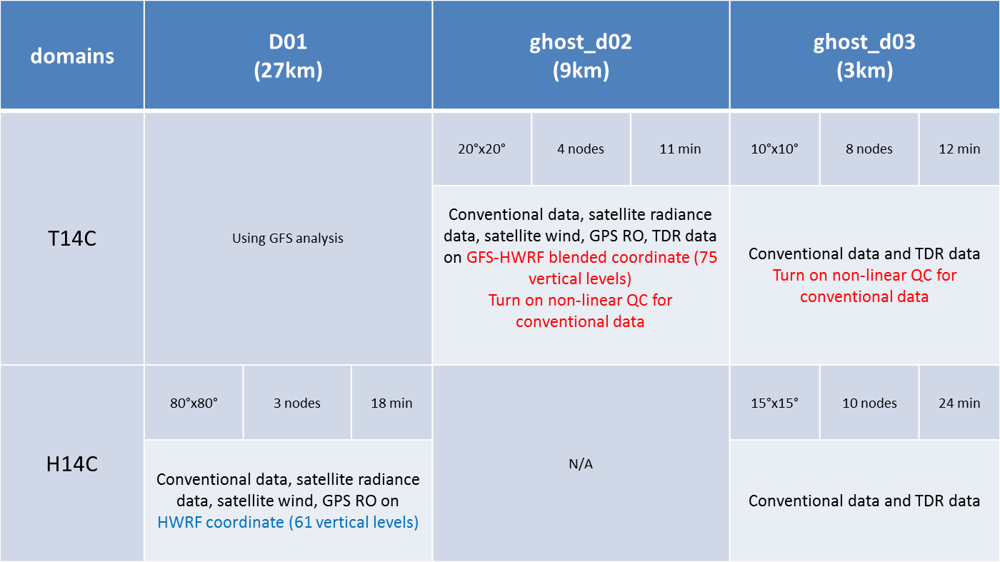 domains
D01
(27km)
ghost_d02
(9km)
ghost_d03
(3km)
T14C
Using GFS analysis
20°x20°
4 nodes
11 min
Conventional data, satellite radiance
data, satellite wind, GPS RO, TDR data
on GFS-HWRF blended coordinate (75
vertical levels)
Turn on non-linear QC for
conventional data
10°x10°
8 nodes
12 min
Conventional data and TDR data
Turn on non-linear QC for
conventional data
H14C
80°x80°
3 nodes
18 min
Conventional data, satellite radiance
data, satellite wind, GPS RO on
HWRF coordinate (61 vertical levels)
N/A
15°x15°
10 nodes
24 min
Conventional data and TDR data